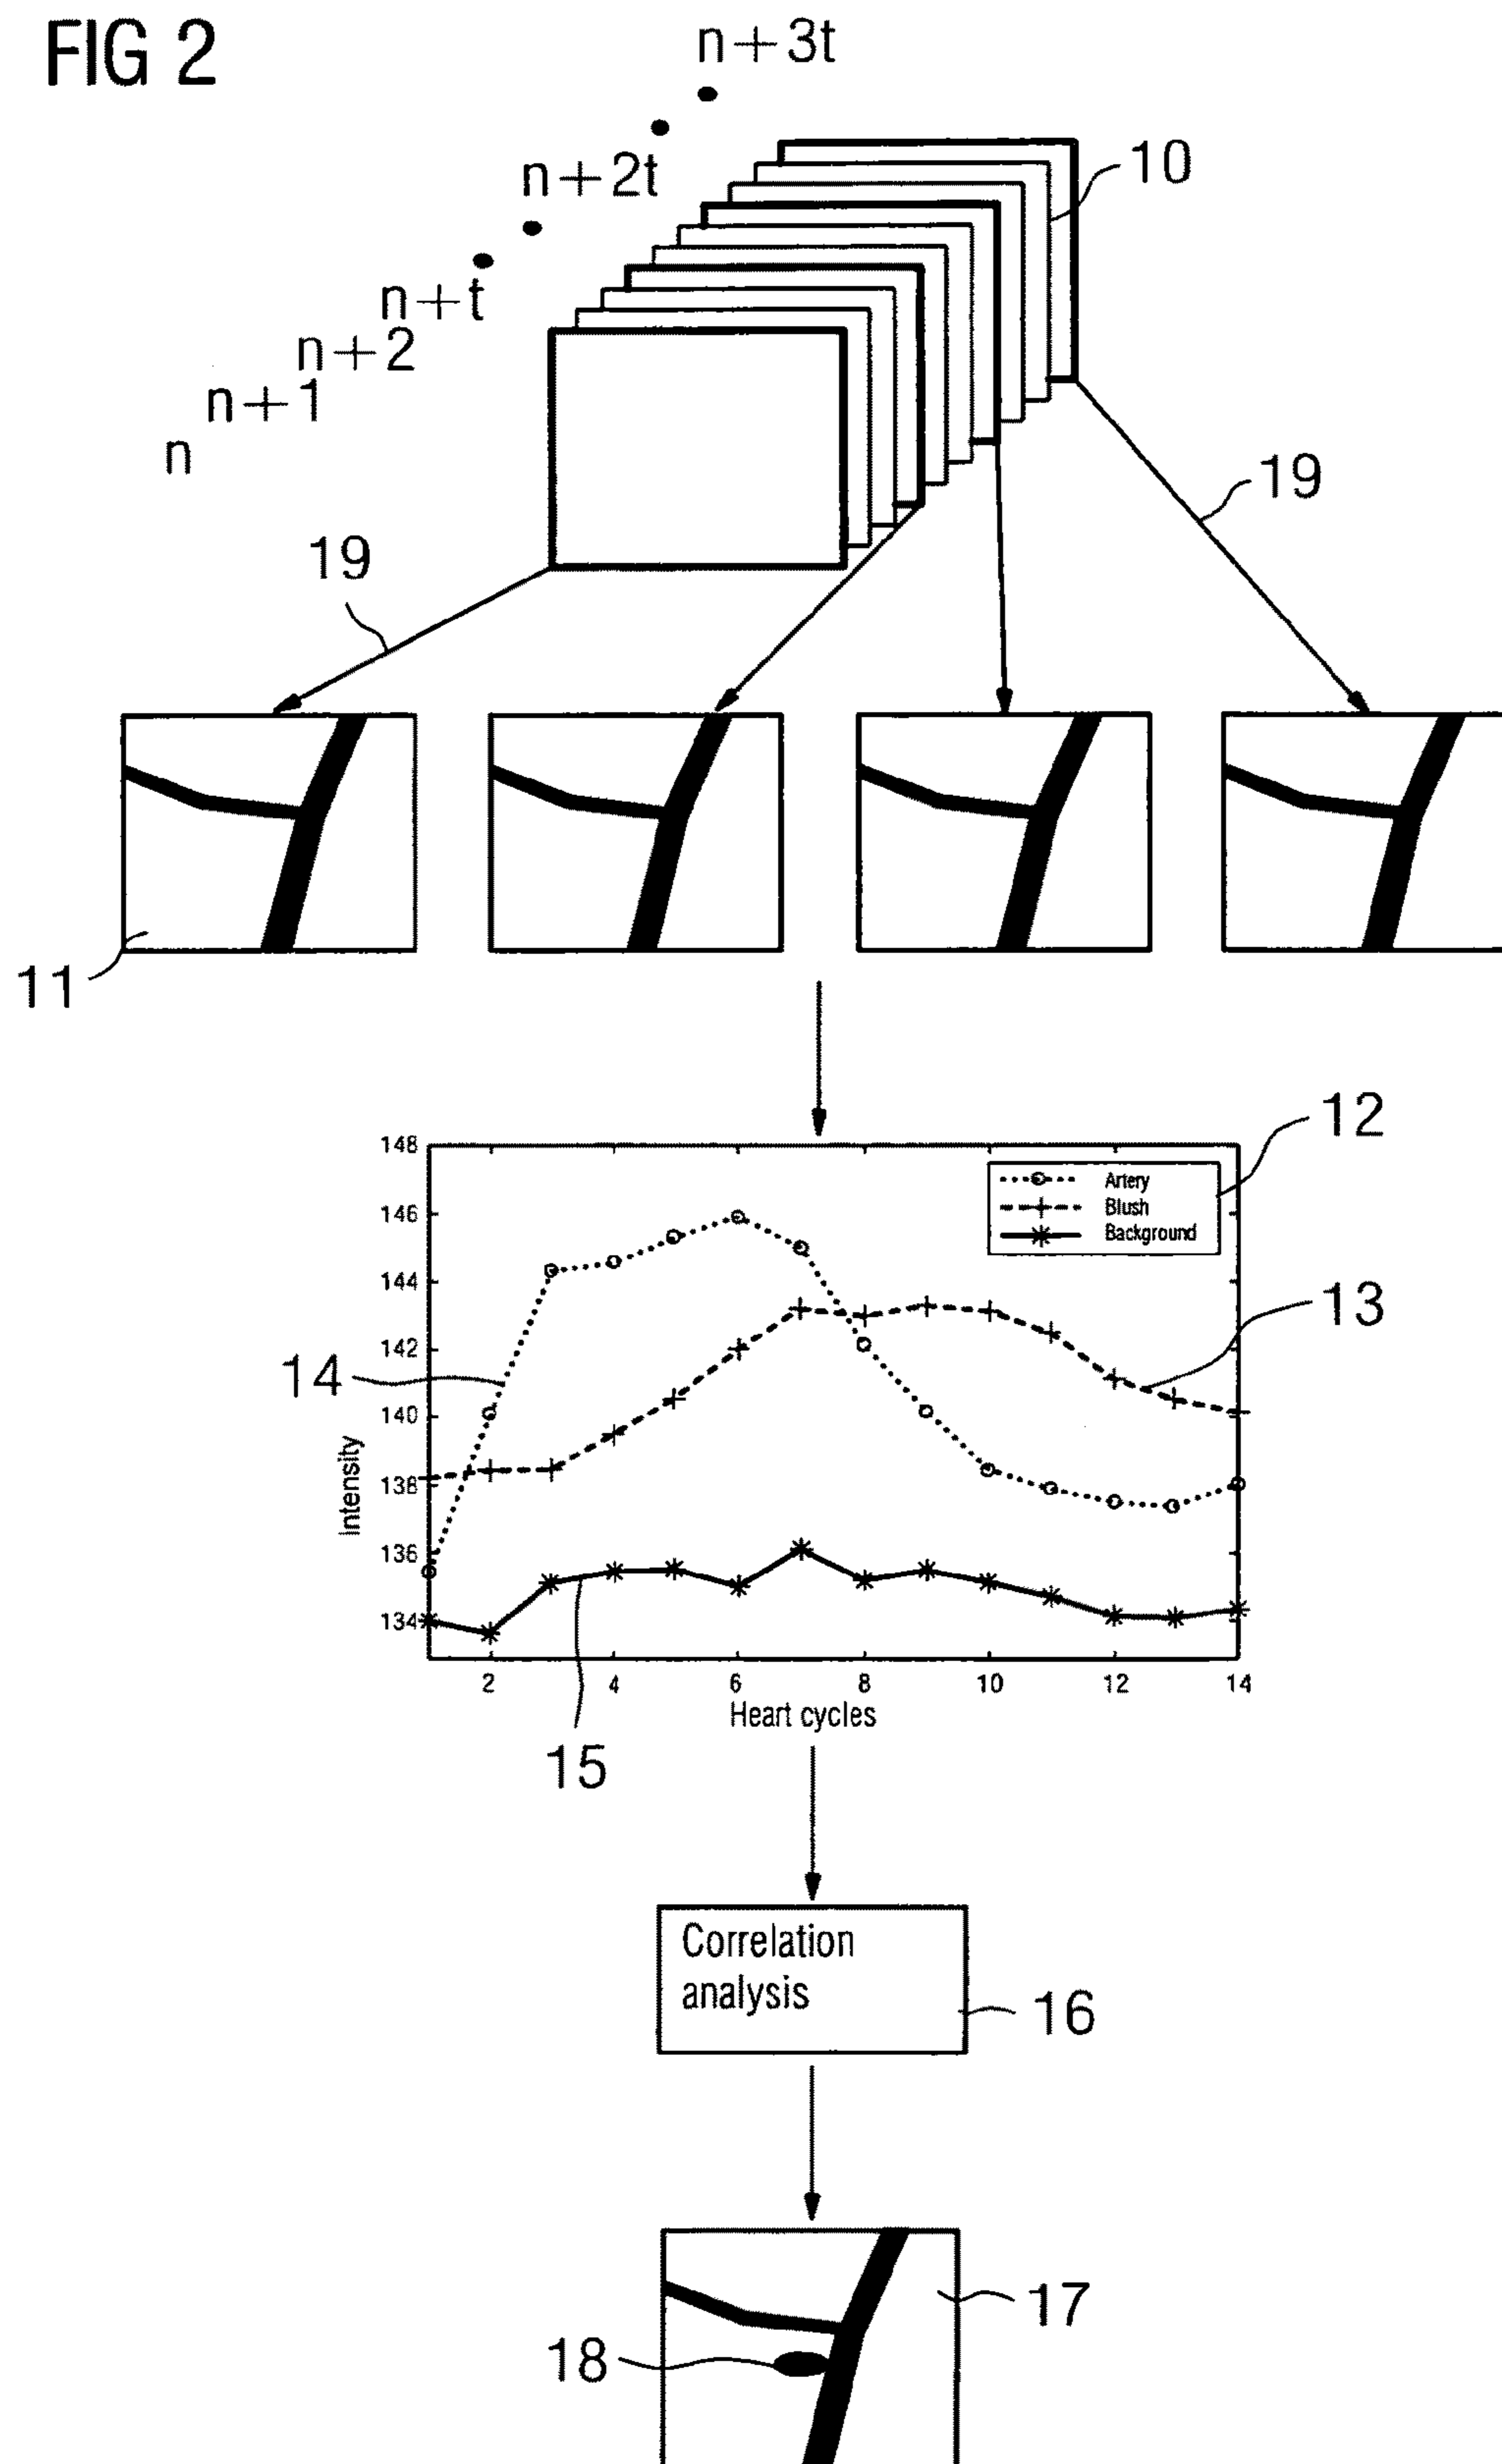 FIG 2
n+3t
n+2t
10
n+t
n+2
n+1
n
19
19
11
12
148
146
144
142
140
138
136
134
Artery
Blush
Background
13
14
Intensity
2 4 6 8 10 12 14
Heart cycles
15
Correlation
analysis
16
17
18